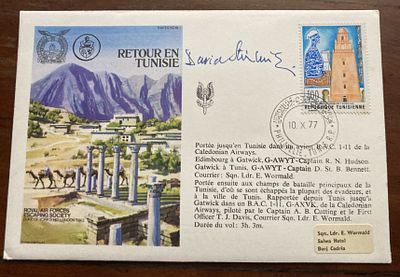 RETOUR EN
TUNISIE
100
REPUBLIQUE TUNISIENNE
10. X 77
Portée jusqu'en Tunisie dans un avion B.A.C. 1-11 de la
Caledonian Airways.
Edimbourg à Gatwick, G-AWYT-Captain R. N. Hudson.
Gatwick à Tunis, G-AWYT-Captain D. St. B. Bennett.
Courrier: Sqn. Ldr. E. Wormald
Portée ensuite aux champs de bataille principaux de la
Tunisie, d'où se sont échappés la plupart des évadeurs, et
à la ville de Tunis. Rapportée depuis Tunis jusqu'à
Gatwick dans un B.A.C. 1-11, G-AXYK, de la Caledonian
Airways, piloté par le Captain A. B. Cutting et le First
Officer T. J. Davis, Courrier Sqn. Ldr. E. Wormald.
Durée du vol: 3h. 3m.
ROYAL AIR FORCES
ESCAPING SOCIETY
Sqn. Ldr. E. Wormald
Salwa Hotel
Borj Cedria